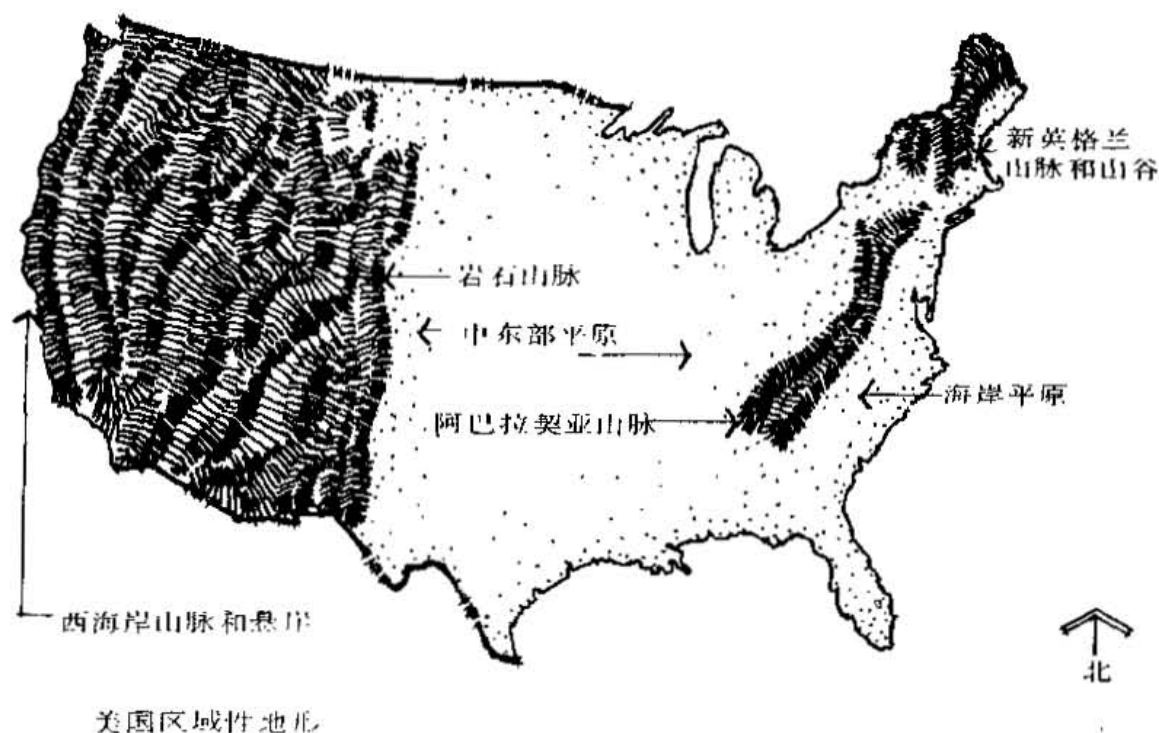 新英格兰
山脉和山谷
岩石山脉
中东部平原
海岸平原
阿巴拉契亚山脉
西海岸山脉和悬岸
北
美国区域性地形